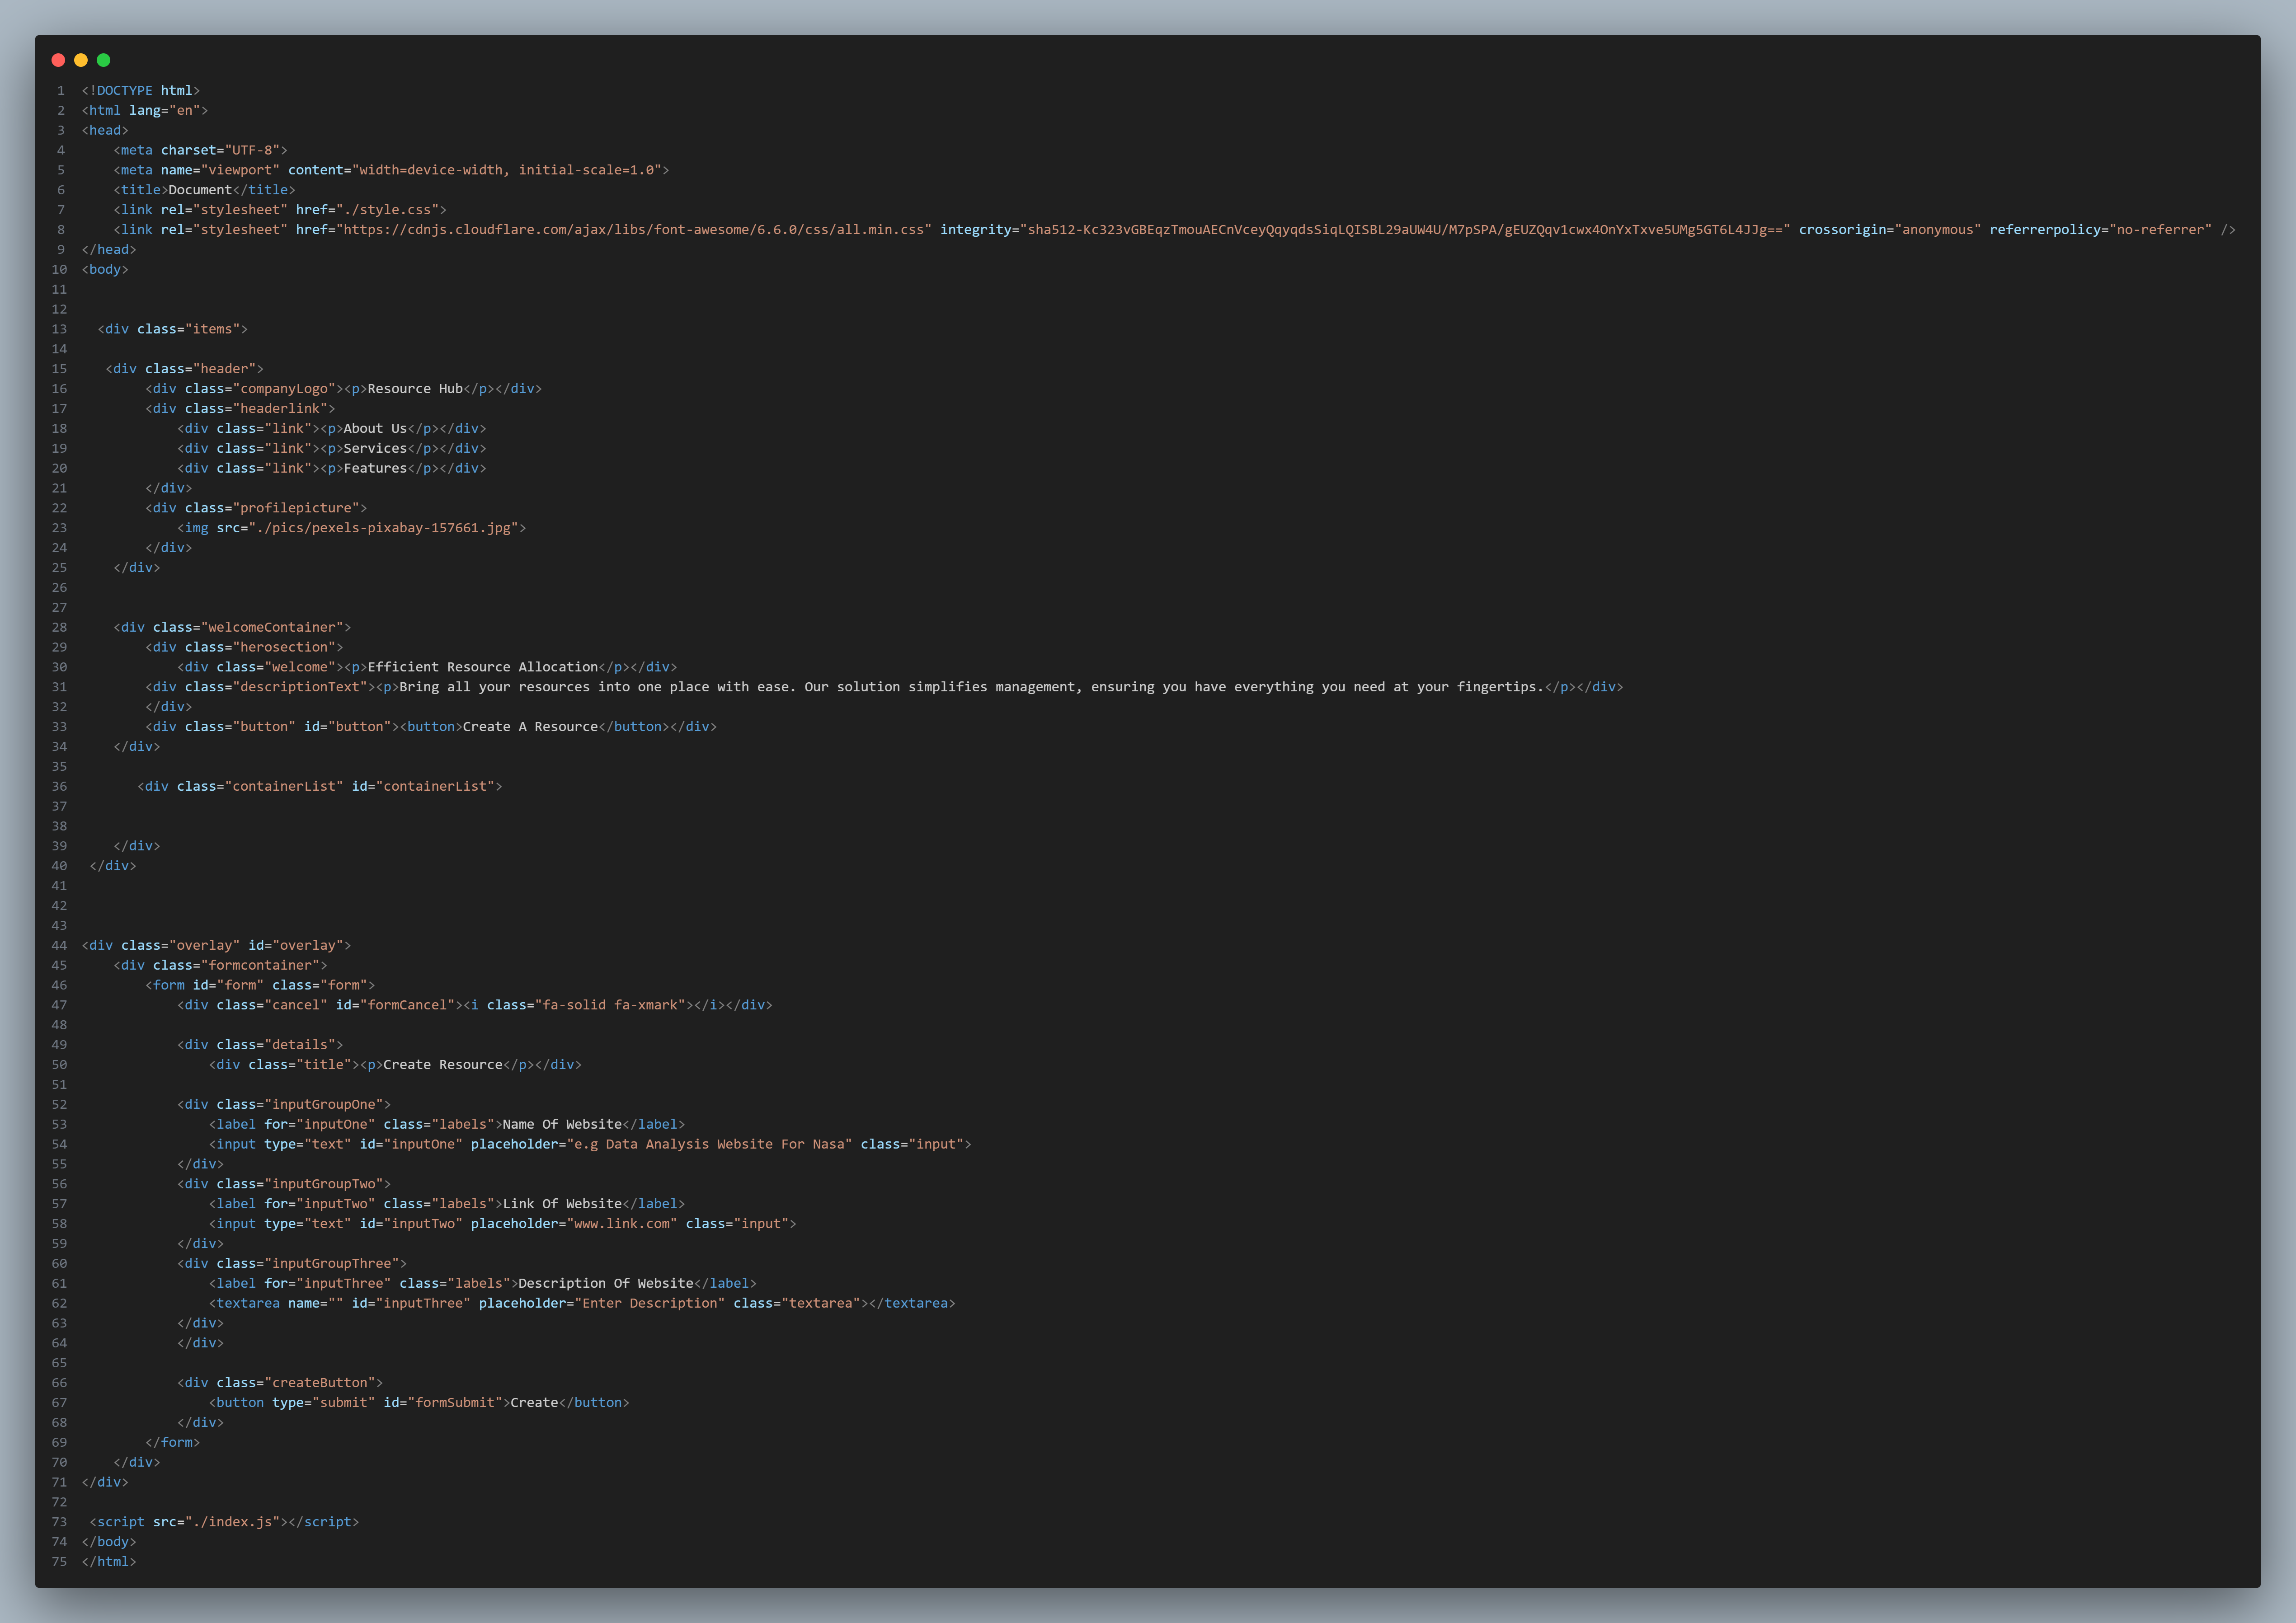 1 <!DOCTYPE html>
2 <html lang="en">
3 <head>
4     <meta charset="UTF-8">
5     <meta name="viewport" content="width=device-width, initial-scale=1.0">
6     <title>Document</title>
7     <link rel="stylesheet" href="./style.css">
8     <link rel="stylesheet" href="https://cdnjs.cloudflare.com/ajax/libs/font-awesome/6.6.0/css/all.min.css" integrity="sha512-Kc323vGBEqzTmouAECnVceyQqyqdsSiqLQISBL29aUW4U/M7pSPA/gEUZQqv1cwx4OnYxTxve5UMg5GT6L4JJg==" crossorigin="anonymous" referrerpolicy="no-referrer" />
9 </head>
10 <body>
11
12
13   <div class="items">
14
15    <div class="header">
16         <div class="companyLogo"><p>Resource Hub</p></div>
17         <div class="headerlink">
18             <div class="link"><p>About Us</p></div>
19             <div class="link"><p>Services</p></div>
20             <div class="link"><p>Features</p></div>
21         </div>
22         <div class="profilepicture">
23             <img src="./pics/pexels-pixabay-157661.jpg">
24         </div>
25     </div>
26
27
28     <div class="welcomeContainer">
29         <div class="herosection">
30             <div class="welcome"><p>Efficient Resource Allocation</p></div>
31         <div class="descriptionText"><p>Bring all your resources into one place with ease. Our solution simplifies management, ensuring you have everything you need at your fingertips.</p></div>
32         </div>
33         <div class="button" id="button"><button>Create A Resource</button></div>
34     </div>
35
36        <div class="containerList" id="containerList">
37
38
39     </div>
40  </div>
41
42
43
44 <div class="overlay" id="overlay">
45     <div class="formcontainer">
46         <form id="form" class="form">
47             <div class="cancel" id="formCancel"><i class="fa-solid fa-xmark"></i></div>
48
49             <div class="details">
50                 <div class="title"><p>Create Resource</p></div>
51
52             <div class="inputGroupOne">
53                 <label for="inputOne" class="labels">Name Of Website</label>
54                 <input type="text" id="inputOne" placeholder="e.g Data Analysis Website For Nasa" class="input">
55             </div>
56             <div class="inputGroupTwo">
57                 <label for="inputTwo" class="labels">Link Of Website</label>
58                 <input type="text" id="inputTwo" placeholder="www.link.com" class="input">
59             </div>
60             <div class="inputGroupThree">
61                 <label for="inputThree" class="labels">Description Of Website</label>
62                 <textarea name="" id="inputThree" placeholder="Enter Description" class="textarea"></textarea>
63             </div>
64             </div>
65
66             <div class="createButton">
67                 <button type="submit" id="formSubmit">Create</button>
68             </div>
69         </form>
70     </div>
71 </div>
72
73  <script src="./index.js"></script>
74 </body>
75 </html>